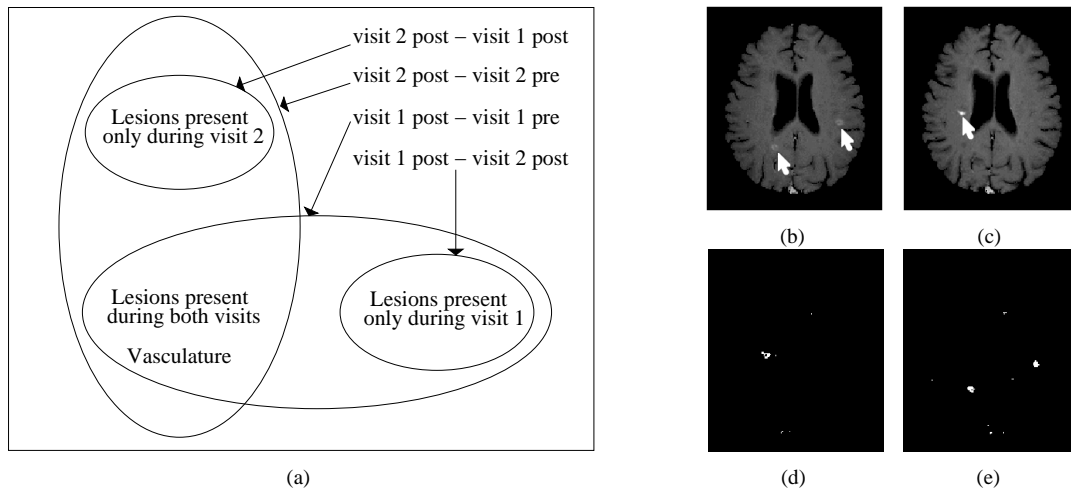 visit 2 post – visit 1 post
visit 2 post – visit 2 pre
visit 1 post – visit 1 pre
visit 1 post – visit 2 post
Lesions present
only during visit 2
Lesions present
during both visits
Vasculature
Lesions present
only during visit 1
(a)
(b)
(c)
(d)
(e)